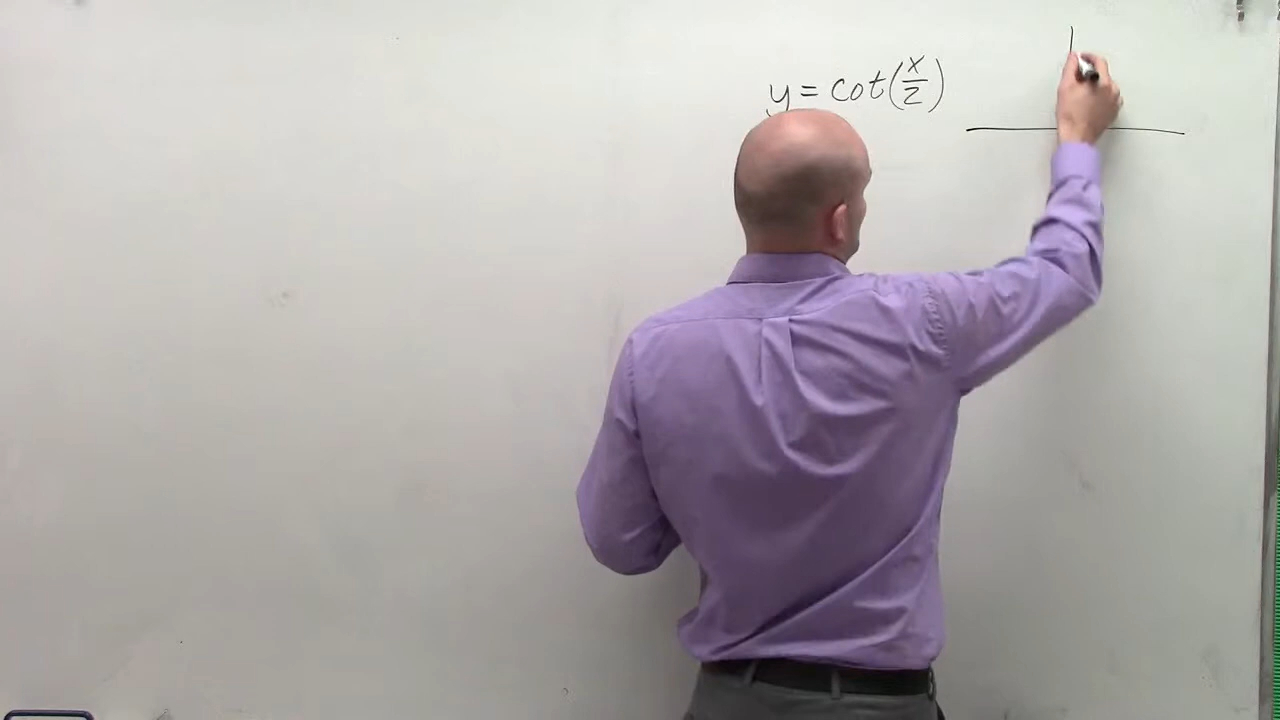 y = cot(x/2)